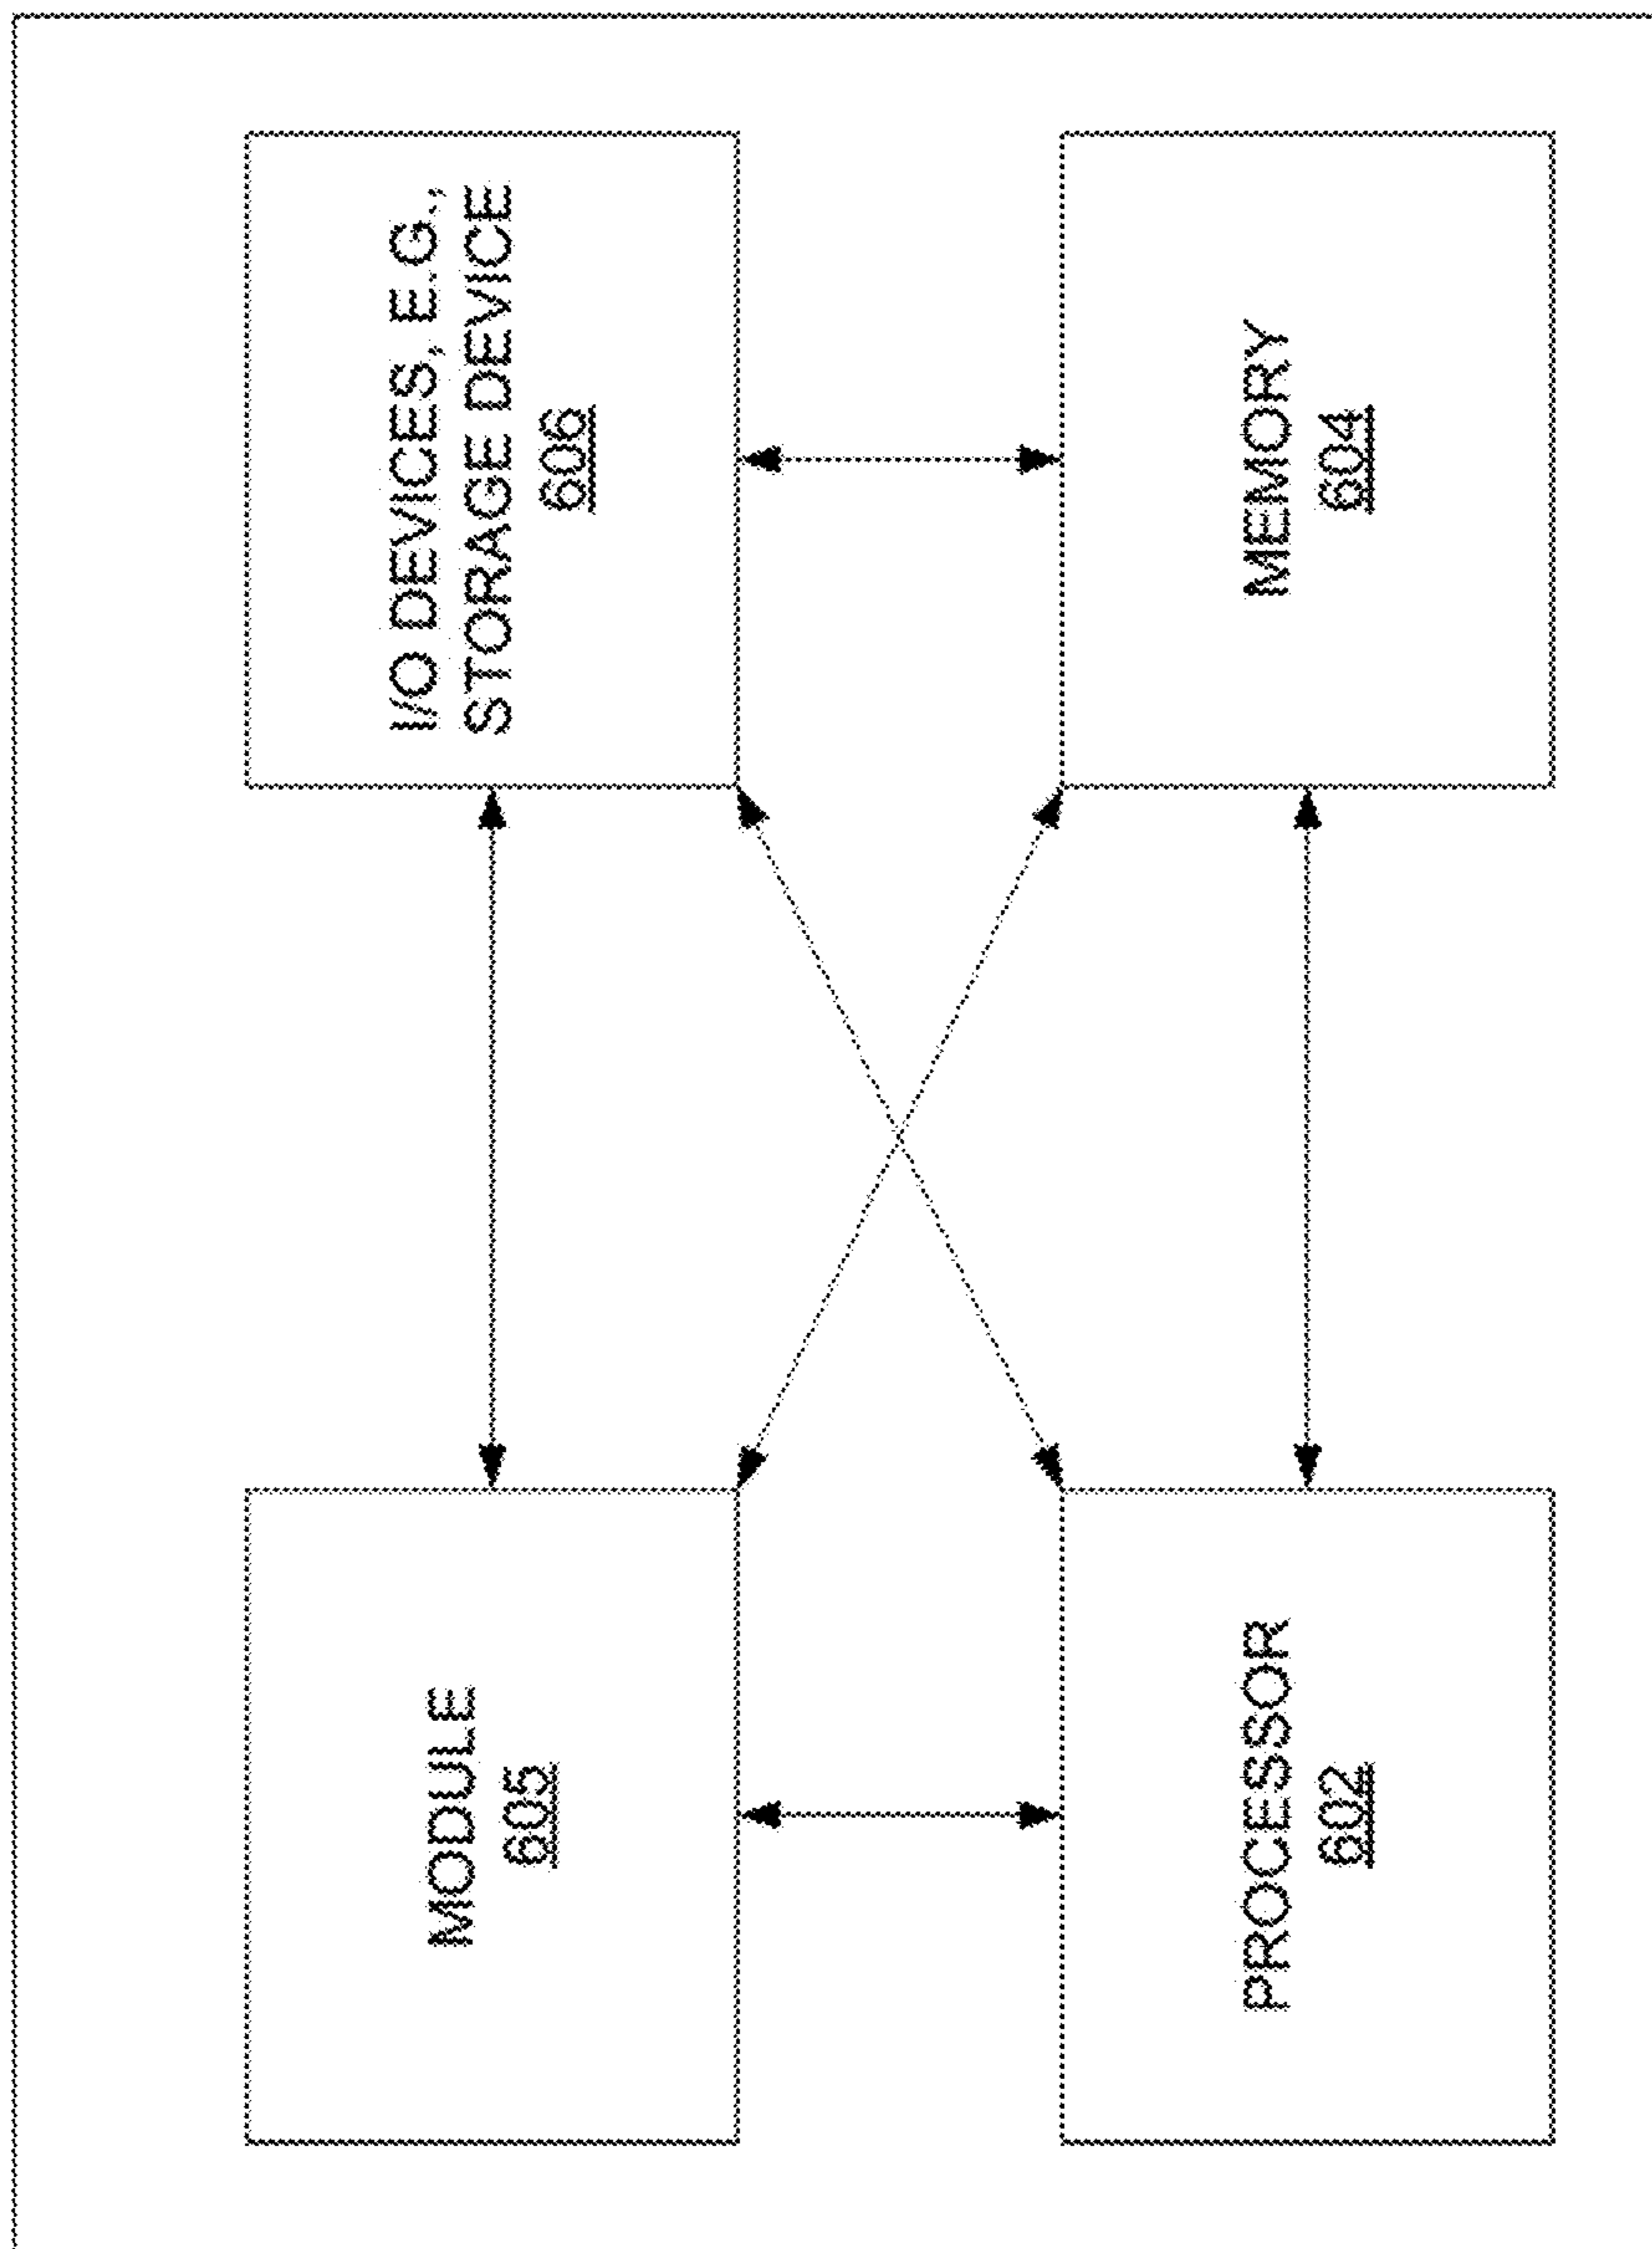 MODULE
605
I/O DEVICES, E.G.,
STORAGE DEVICE
606
PROCESSOR
602
MEMORY
604